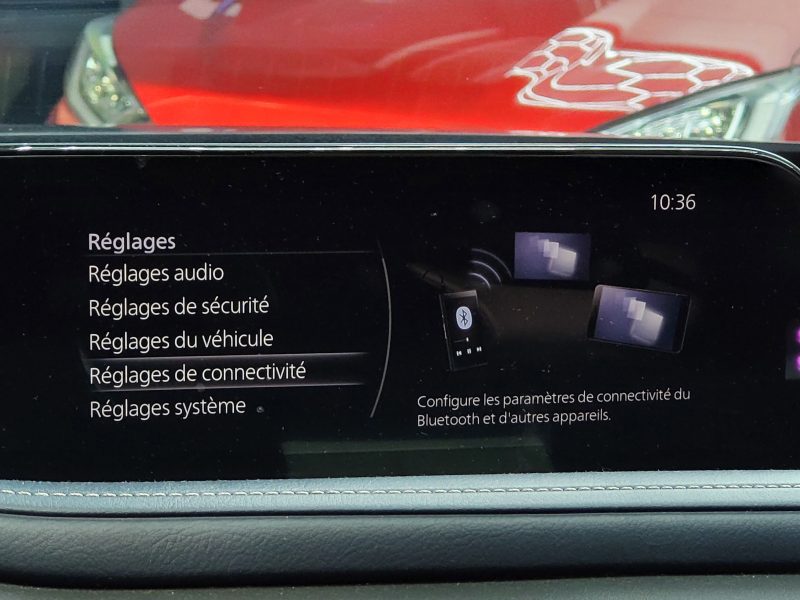 10:36
Réglages
Réglages audio
Réglages de sécurité
Réglages du véhicule
Réglages de connectivité
Réglages système
Configure les paramètres de connectivité du
Bluetooth et d'autres appareils.